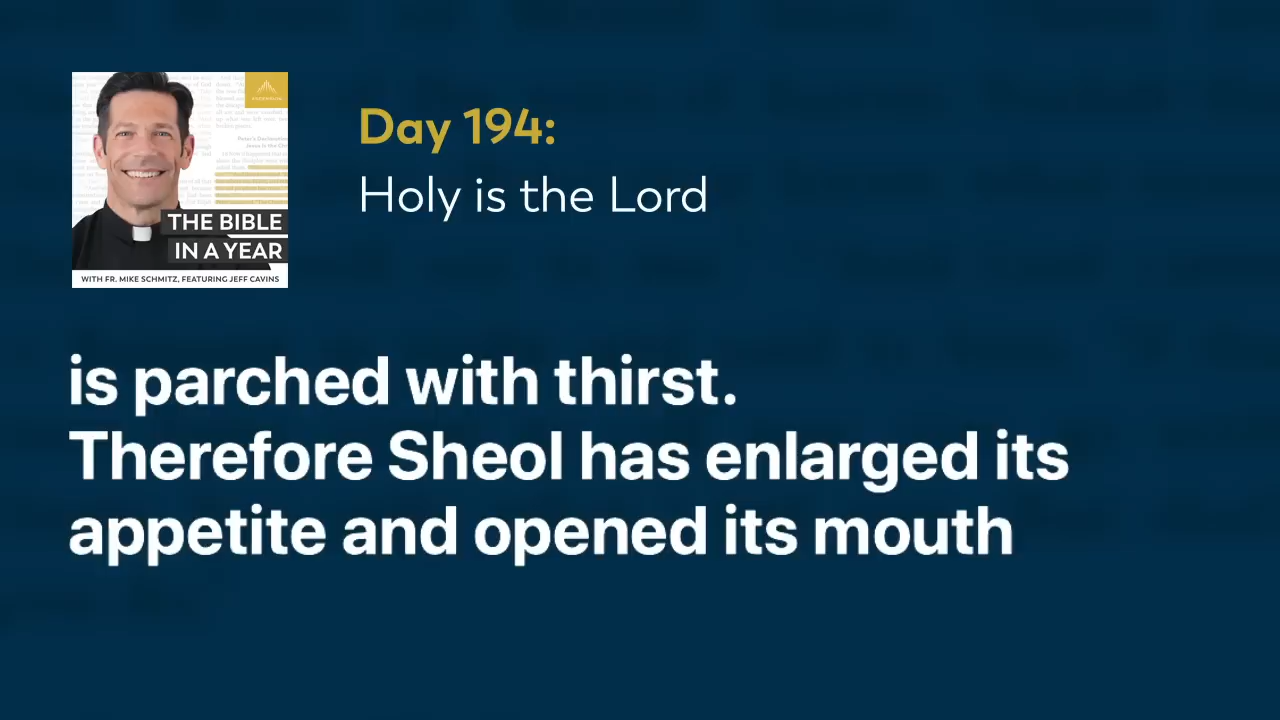 Day 194:
Holy is the Lord
THE BIBLE
IN A YEAR
WITH FR. MIKE SCHMITZ, FEATURING JEFF CAVINS
is parched with thirst.
Therefore Sheol has enlarged its
appetite and opened its mouth